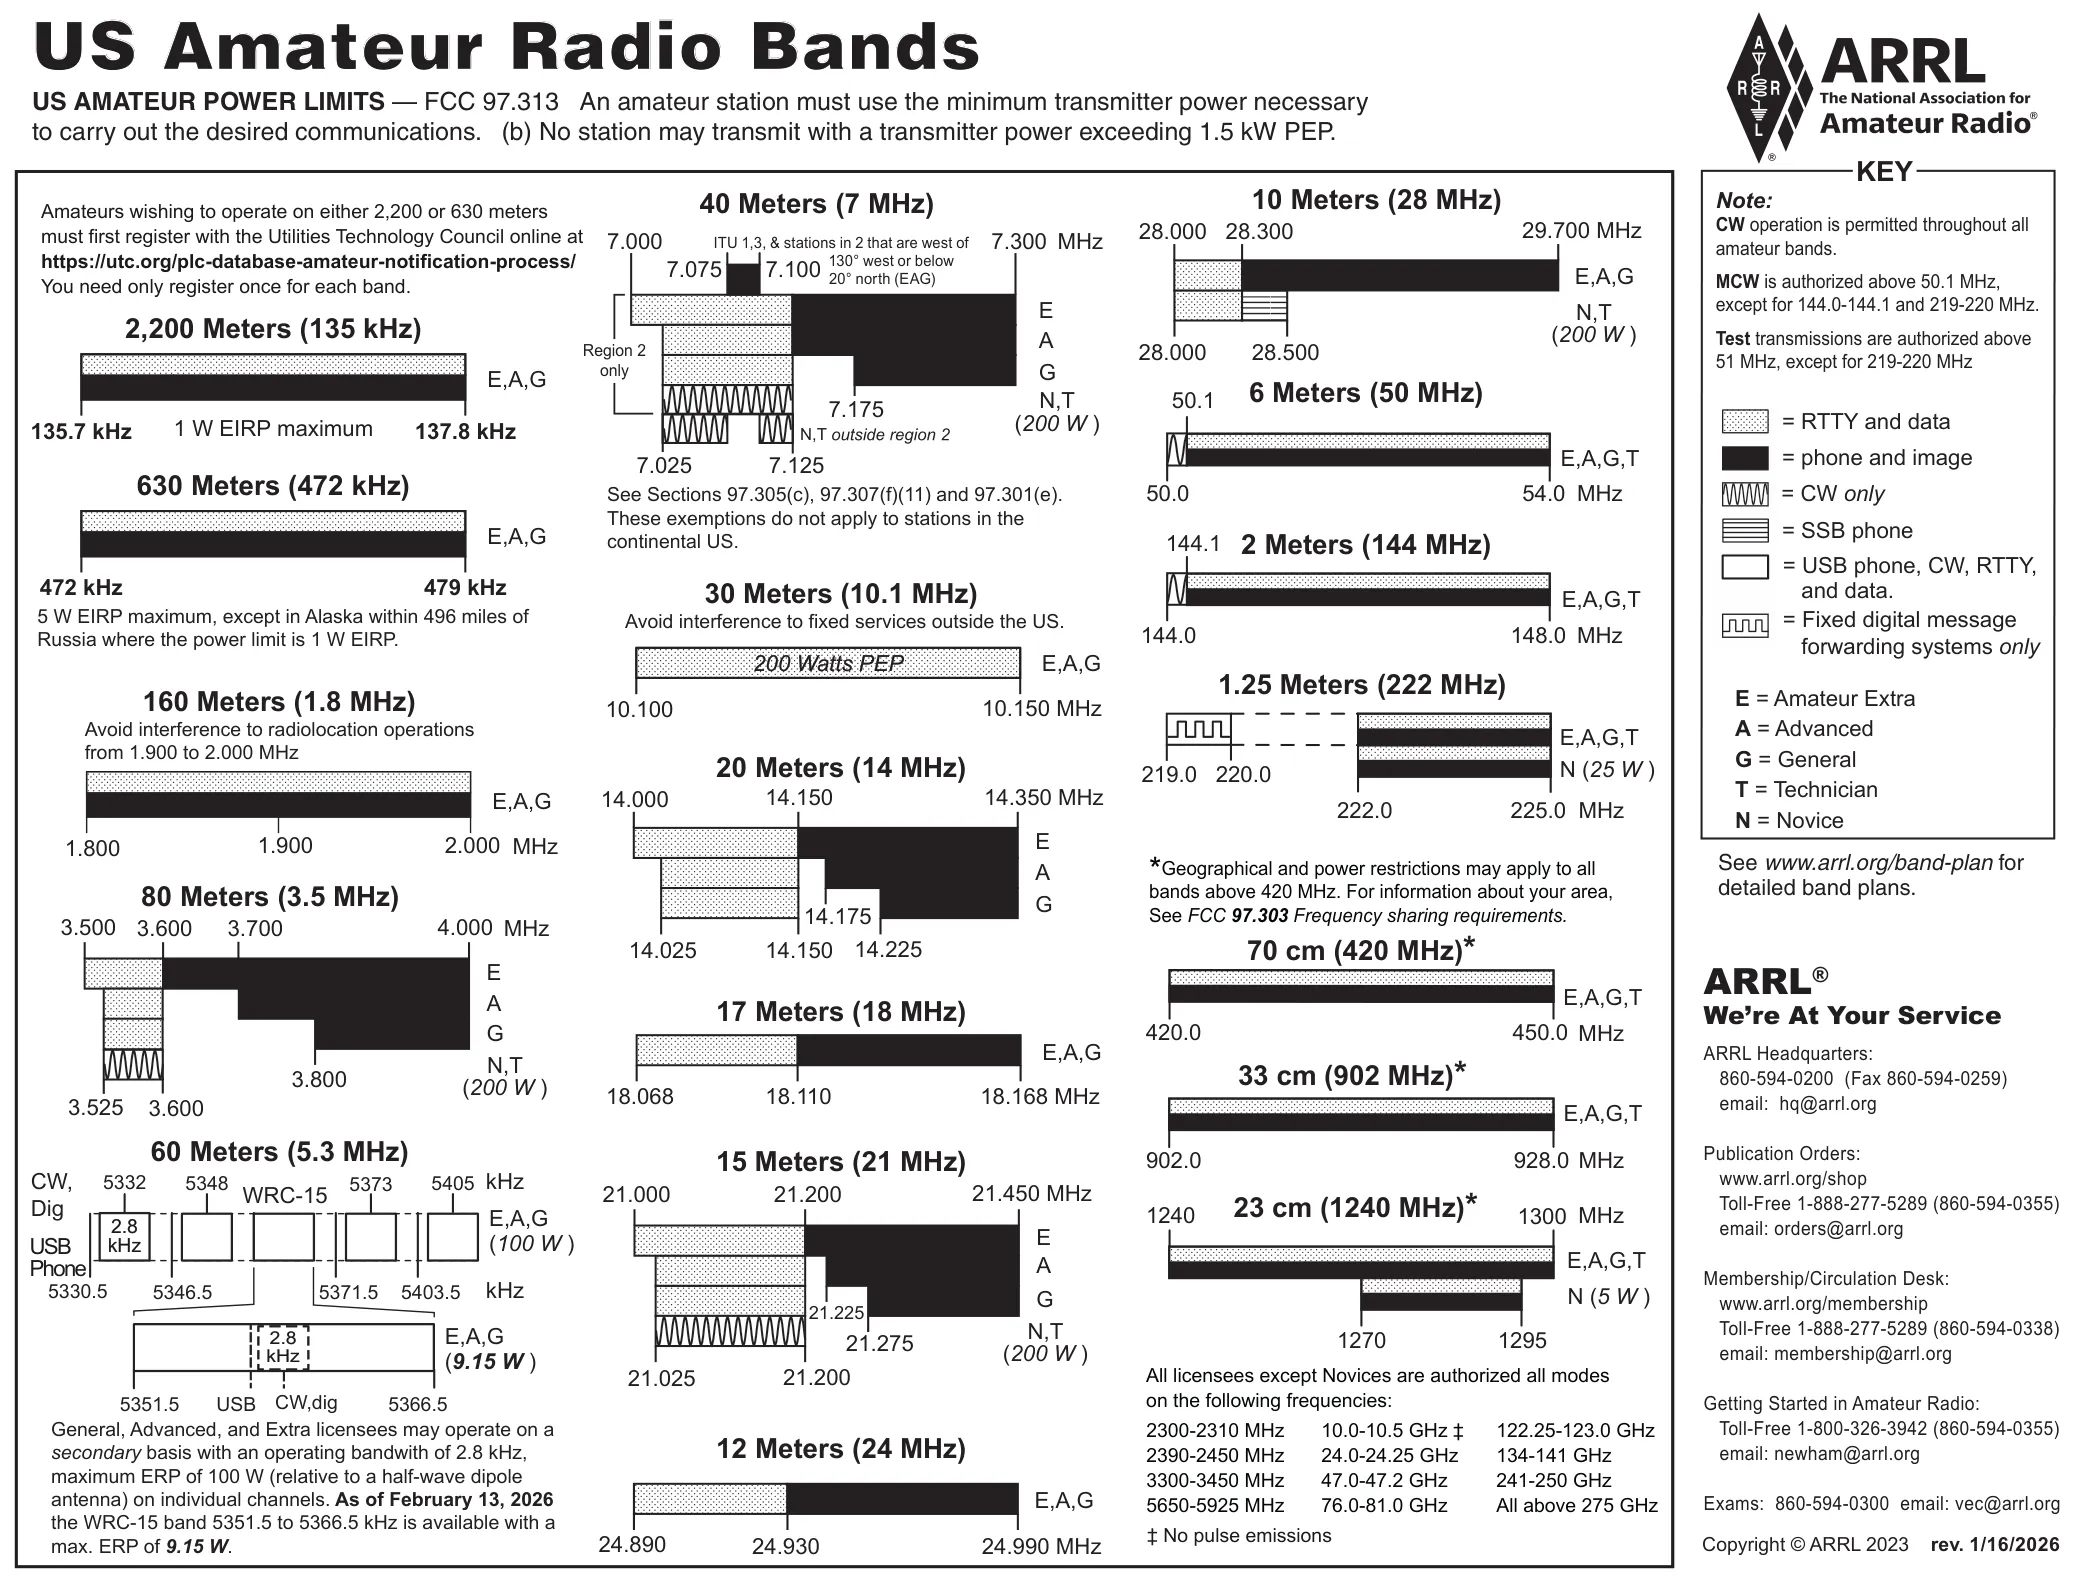 US Amateur Radio Bands
US AMATEUR POWER LIMITS — FCC 97.313 An amateur station must use the minimum transmitter power necessary
to carry out the desired communications. (b) No station may transmit with a transmitter power exceeding 1.5 kW PEP.
Amateurs wishing to operate on either 2,200 or 630 meters
must first register with the Utilities Technology Council online at
https://utc.org/plc-database-amateur-notification-process/
You need only register once for each band.
2,200 Meters (135 kHz)
E,A,G
135.7 kHz 1 W EIRP maximum 137.8 kHz
630 Meters (472 kHz)
E,A,G
472 kHz 479 kHz
5 W EIRP maximum, except in Alaska within 496 miles of
Russia where the power limit is 1 W EIRP.
160 Meters (1.8 MHz)
Avoid interference to radiolocation operations
from 1.900 to 2.000 MHz
E,A,G
1.800 1.900 2.000 MHz
80 Meters (3.5 MHz)
3.500 3.600 3.700 4.000 MHz
E
A
G
N,T
3.800 (200 W)
3.525 3.600
60 Meters (5.3 MHz)
CW, 5332 5348 WRC-15 5373 5405 kHz
Dig
2.8 E,A,G
USB kHz (100 W)
Phone
5330.5 5346.5 5371.5 5403.5 kHz
2.8 E,A,G
kHz (9.15 W)
5351.5 USB CW,dig 5366.5
General, Advanced, and Extra licensees may operate on a
secondary basis with an operating bandwith of 2.8 kHz,
maximum ERP of 100 W (relative to a half-wave dipole
antenna) on individual channels. As of February 13, 2026
the WRC-15 band 5351.5 to 5366.5 kHz is available with a
max. ERP of 9.15 W.
40 Meters (7 MHz)
7.000 ITU 1,3, & stations in 2 that are west of 7.300 MHz
7.075 7.100 130° west or below
20° north (EAG)
E
A
Region 2
only G
N,T
7.175 (200 W)
N,T outside region 2
7.025 7.125
See Sections 97.305(c), 97.307(f)(11) and 97.301(e).
These exemptions do not apply to stations in the
continental US.
30 Meters (10.1 MHz)
Avoid interference to fixed services outside the US.
200 Watts PEP E,A,G
10.100 10.150 MHz
20 Meters (14 MHz)
14.000 14.150 14.350 MHz
E
A
G
14.175
14.025 14.150 14.225
17 Meters (18 MHz)
E,A,G
18.068 18.110 18.168 MHz
15 Meters (21 MHz)
21.000 21.200 21.450 MHz
E
A
G
21.225
N,T
21.275 (200 W)
21.025 21.200
12 Meters (24 MHz)
E,A,G
24.890 24.930 24.990 MHz
10 Meters (28 MHz)
28.000 28.300 29.700 MHz
E,A,G
N,T
(200 W)
28.000 28.500
6 Meters (50 MHz)
50.1
E,A,G,T
50.0 54.0 MHz
144.1 2 Meters (144 MHz)
E,A,G,T
144.0 148.0 MHz
1.25 Meters (222 MHz)
E,A,G,T
N (25 W)
219.0 220.0
222.0 225.0 MHz
*Geographical and power restrictions may apply to all
bands above 420 MHz. For information about your area,
See FCC 97.303 Frequency sharing requirements.
70 cm (420 MHz)*
E,A,G,T
420.0 450.0 MHz
33 cm (902 MHz)*
E,A,G,T
902.0 928.0 MHz
1240 23 cm (1240 MHz)* 1300 MHz
E,A,G,T
N (5 W)
1270 1295
All licensees except Novices are authorized all modes
on the following frequencies:
2300-2310 MHz 10.0-10.5 GHz ‡ 122.25-123.0 GHz
2390-2450 MHz 24.0-24.25 GHz 134-141 GHz
3300-3450 MHz 47.0-47.2 GHz 241-250 GHz
5650-5925 MHz 76.0-81.0 GHz All above 275 GHz
‡ No pulse emissions
A
R R
L
®
ARRL
The National Association for
Amateur Radio®
KEY
Note:
CW operation is permitted throughout all
amateur bands.
MCW is authorized above 50.1 MHz,
except for 144.0-144.1 and 219-220 MHz.
Test transmissions are authorized above
51 MHz, except for 219-220 MHz
= RTTY and data
= phone and image
= CW only
= SSB phone
= USB phone, CW, RTTY,
and data.
= Fixed digital message
forwarding systems only
E = Amateur Extra
A = Advanced
G = General
T = Technician
N = Novice
See www.arrl.org/band-plan for
detailed band plans.
ARRL®
We're At Your Service
ARRL Headquarters:
860-594-0200 (Fax 860-594-0259)
email: hq@arrl.org
Publication Orders:
www.arrl.org/shop
Toll-Free 1-888-277-5289 (860-594-0355)
email: orders@arrl.org
Membership/Circulation Desk:
www.arrl.org/membership
Toll-Free 1-888-277-5289 (860-594-0338)
email: membership@arrl.org
Getting Started in Amateur Radio:
Toll-Free 1-800-326-3942 (860-594-0355)
email: newham@arrl.org
Exams: 860-594-0300 email: vec@arrl.org
Copyright © ARRL 2023 rev. 1/16/2026